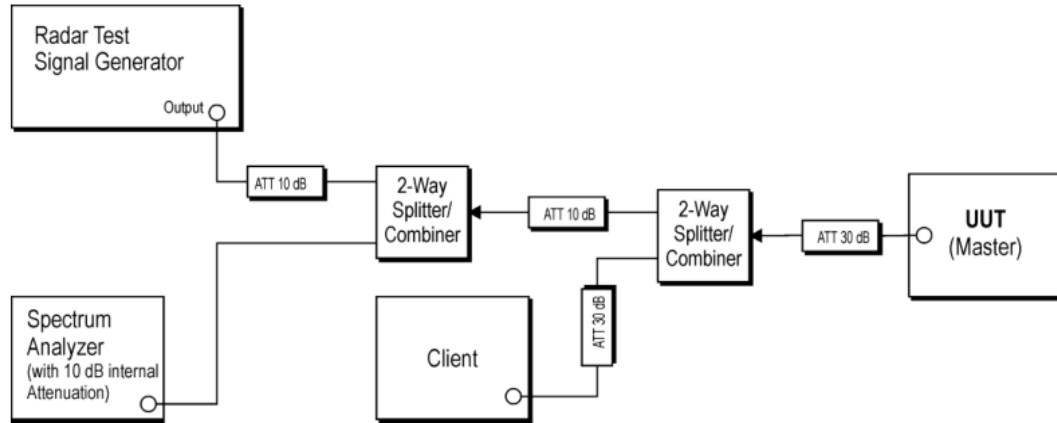 Radar Test
Signal Generator
Output
ATT 10 dB
2-Way
Splitter/
Combiner
ATT 10 dB
2-Way
Splitter/
Combiner
ATT 30 dB
UUT
(Master)
Spectrum
Analyzer
(with 10 dB internal
Attenuation)
Client
ATT 30 dB